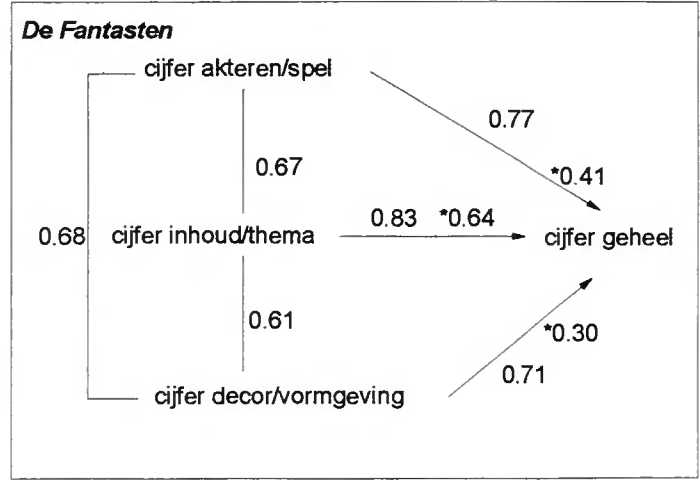 De Fantasten
cijfer akteren/spel
0.77
0.67
*0.41
0.68
cijfer inhoud/thema
0.83 *0.64
cijfer geheel
0.61
*0.30
0.71
cijfer decor/vormgeving